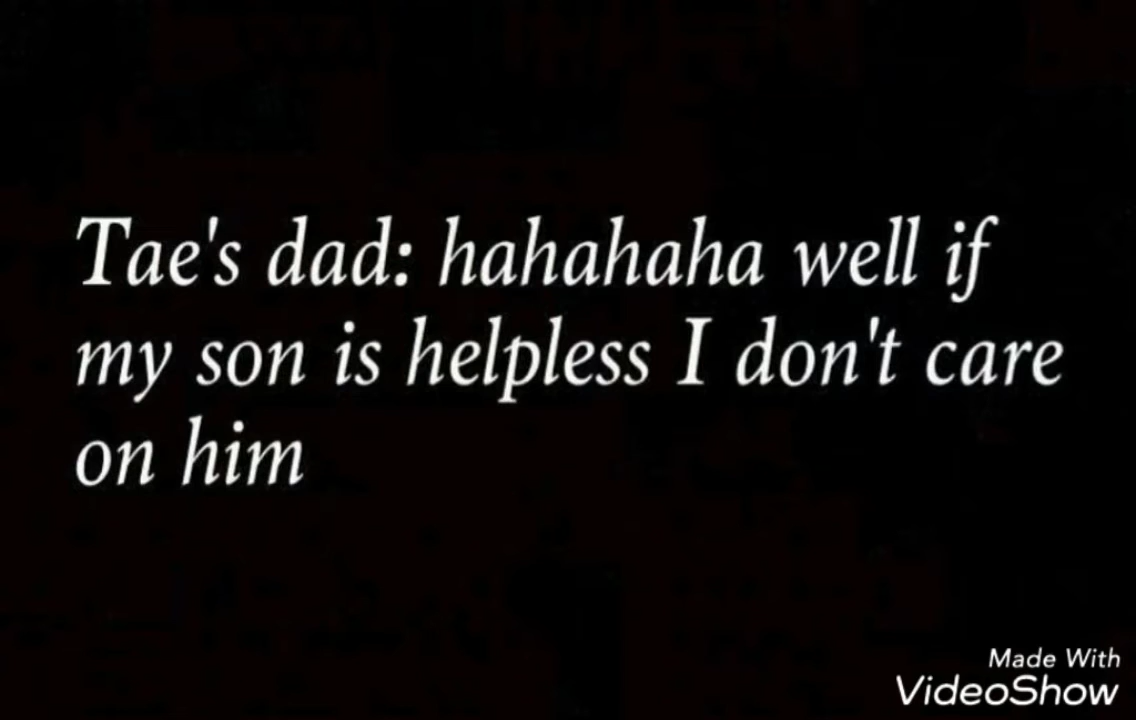 Tae's dad: hahahaha well if
my son is helpless I don't care
on him
Made With
VideoShow